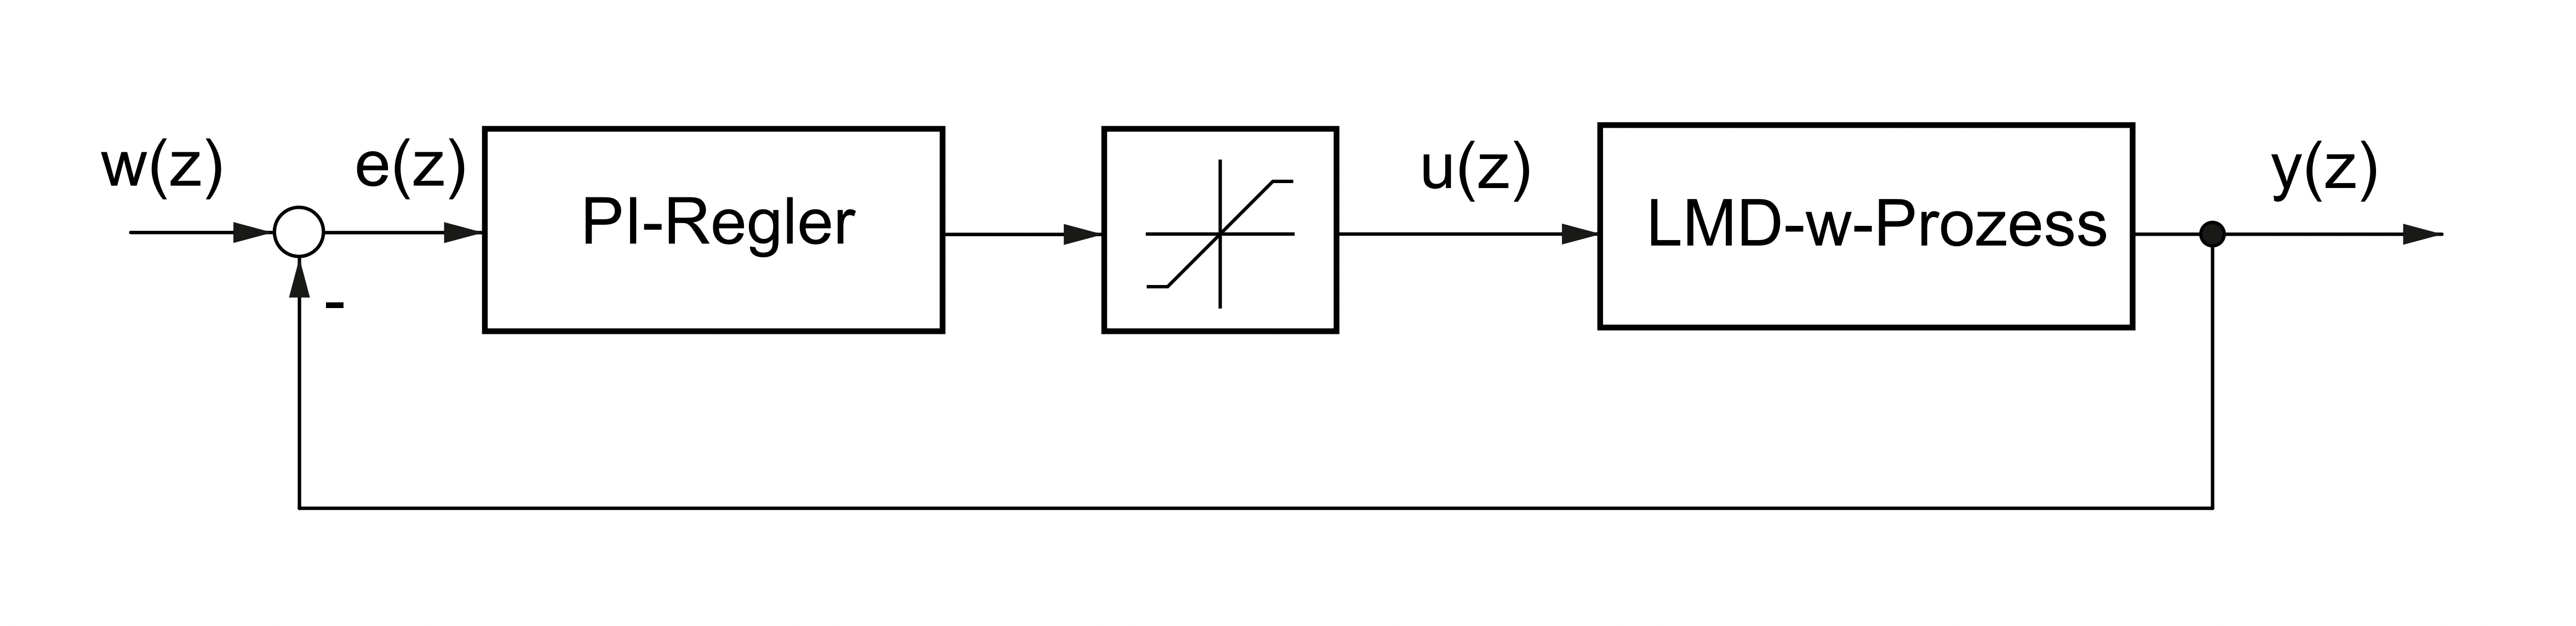 w(z)
e(z)
PI-Regler
u(z)
LMD-w-Prozess
y(z)
-